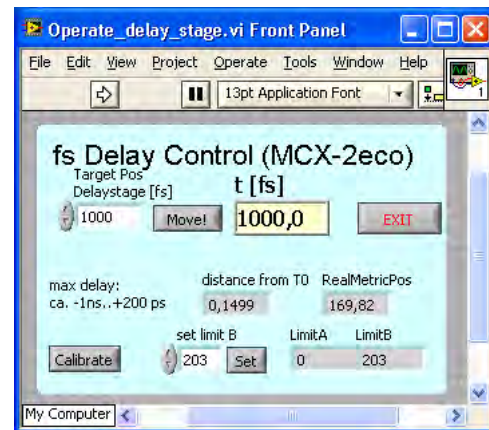 Operate_delay_stage.vi Front Panel
File Edit View Project Operate Tools Window Help
13pt Application Font
1
fs Delay Control (MCX-2eco)
Target Pos
Delaystage [fs]
t [fs]
1000
Move!
1000,0
EXIT
max delay:
ca. -1ns..+200 ps
distance from T0
RealMetricPos
0,1499
169,82
set limit B
LimitA
LimitB
Calibrate
203
Set
0
203
My Computer